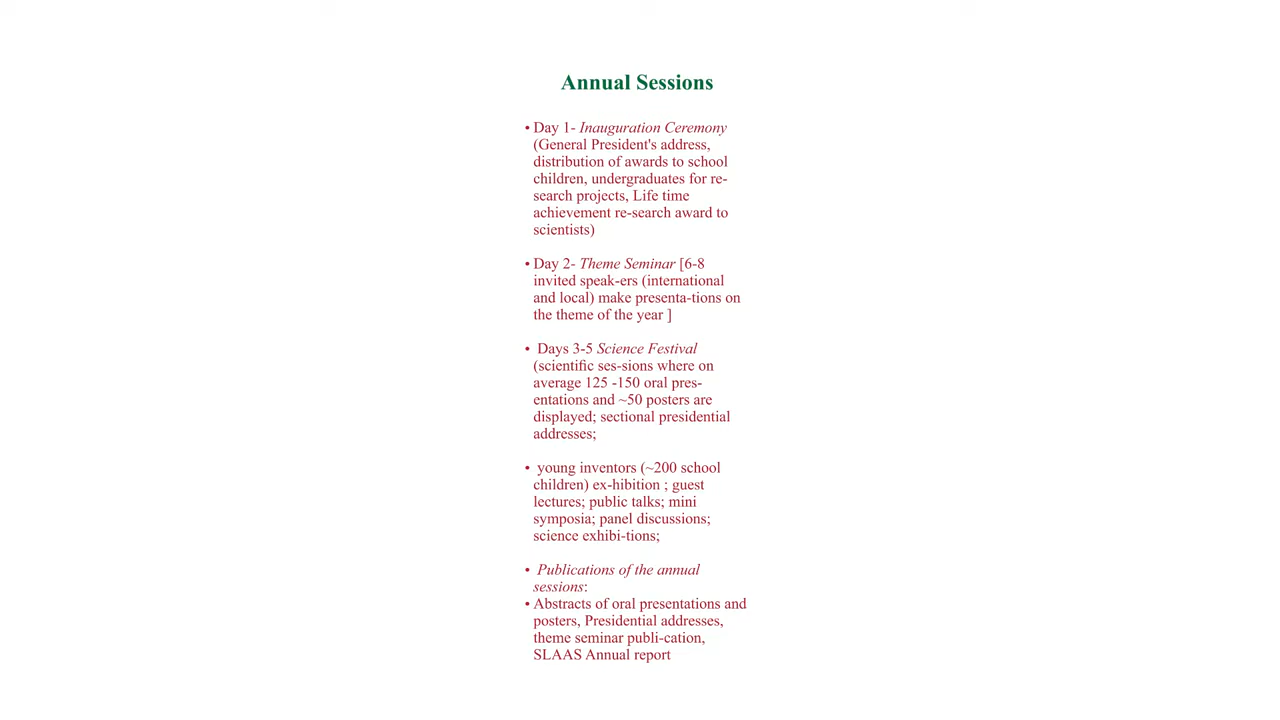 Annual Sessions
• Day 1- Inauguration Ceremony
(General President's address,
distribution of awards to school
children, undergraduates for re-
search projects, Life time
achievement re-search award to
scientists)
• Day 2- Theme Seminar [6-8
invited speak-ers (international
and local) make presenta-tions on
the theme of the year ]
• Days 3-5 Science Festival
(scientific ses-sions where on
average 125 -150 oral pres-
entations and ~50 posters are
displayed; sectional presidential
addresses;
• young inventors (~200 school
children) ex-hibition ; guest
lectures; public talks; mini
symposia; panel discussions;
science exhibi-tions;
• Publications of the annual
sessions:
• Abstracts of oral presentations and
posters, Presidential addresses,
theme seminar publi-cation,
SLAAS Annual report